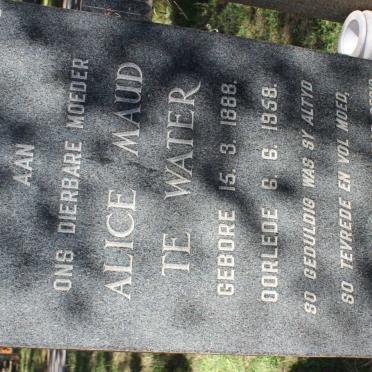 AAN
ONS DIERBARE MOEDER
ALICE MAUD
TE WATER
GEBORE 15. 3. 1888.
OORLEDE 6. 6. 1958.
SO GEDULDIG WAS SY ALTYD
SO TEVREDE EN VOL MOED,